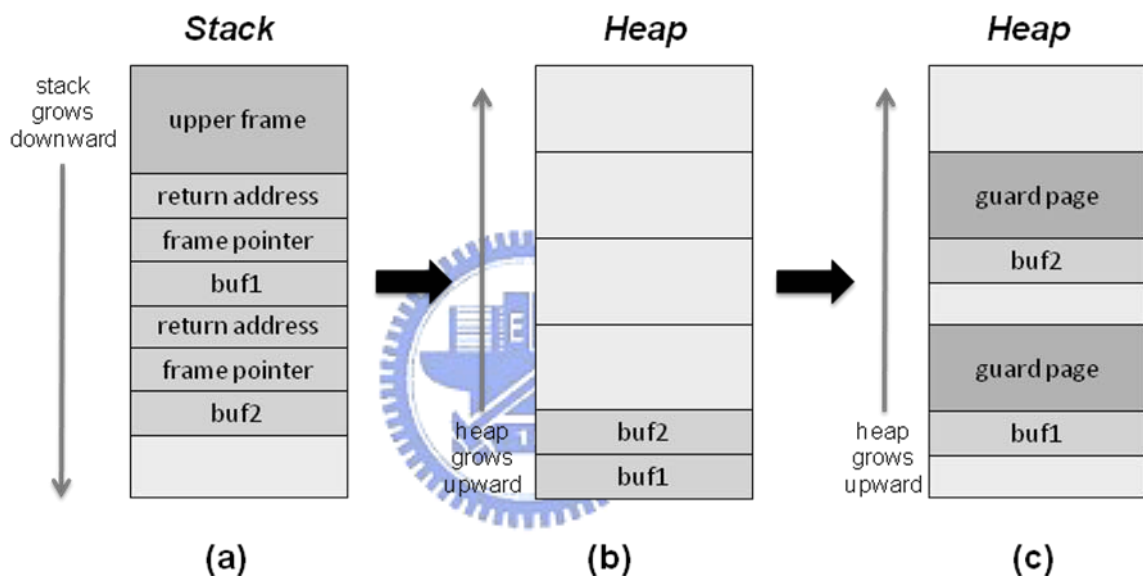 Stack
Heap
Heap
stack
grows
downward
upper frame
return address
frame pointer
buf1
return address
frame pointer
buf2
heap
grows
upward
buf2
buf1
heap
grows
upward
guard page
buf2
guard page
buf1
(a)
(b)
(c)